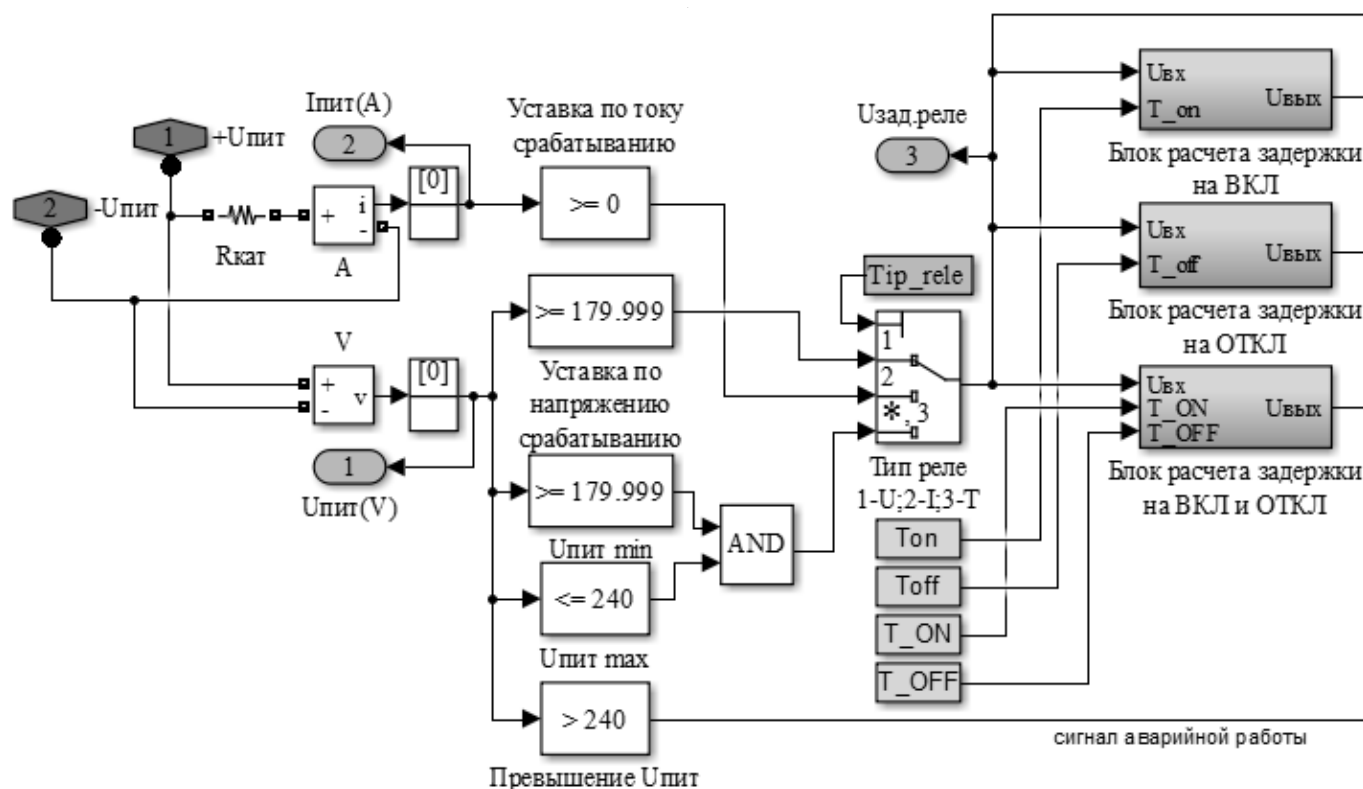 Iпит(A)
2
1
+Uпит
2
-Uпит
Rкат
+
i
-
A
[0]
Уставка по току
срабатыванию
>= 0
V
+
-
v
[0]
1
Uпит(V)
>= 179.999
Уставка по
напряжению
срабатыванию
>= 179.999
Uпит min
<= 240
Uпит max
> 240
Превышение Uпит
AND
Uзад.реле
3
Tip_rele
1
2
*, 3
Тип реле
1-U;2-I;3-T
Ton
Toff
T_ON
T_OFF
Uвх
T_on
Uвых
Блок расчета задержки
на ВКЛ
Uвх
T_off
Uвых
Блок расчета задержки
на ОТКЛ
Uвх
T_ON
T_OFF
Uвых
Блок расчета задержки
на ВКЛ и ОТКЛ
сигнал аварийной работы